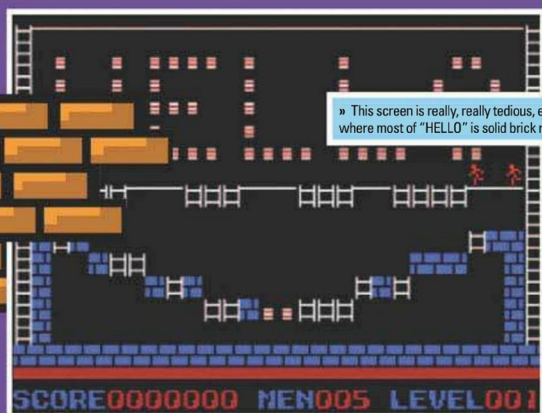 » This screen is really, really tedious,
where most of "HELLO" is solid brick
SCORE0000000 MEN005 LEVEL001